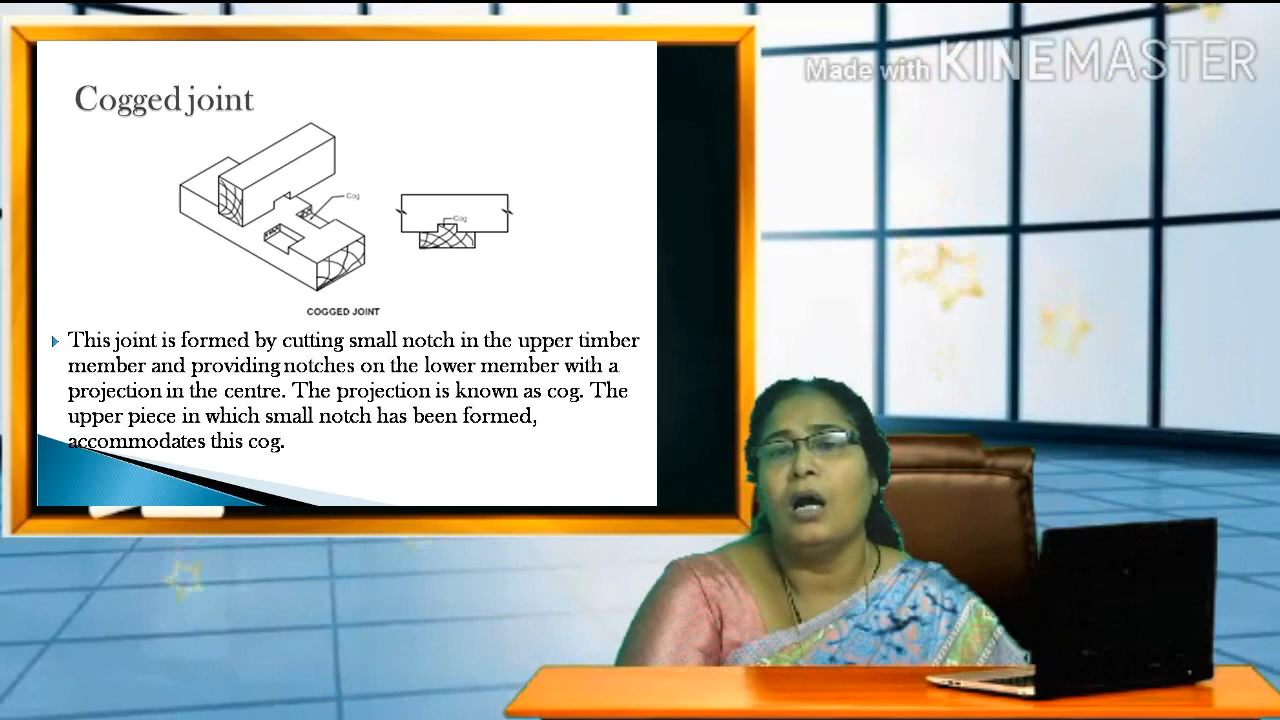 Made with KINEMASTER
Cogged joint
Cog
Cog
COGGED JOINT
This joint is formed by cutting small notch in the upper timber
member and providing notches on the lower member with a
projection in the centre. The projection is known as cog. The
upper piece in which small notch has been formed,
accommodates this cog.